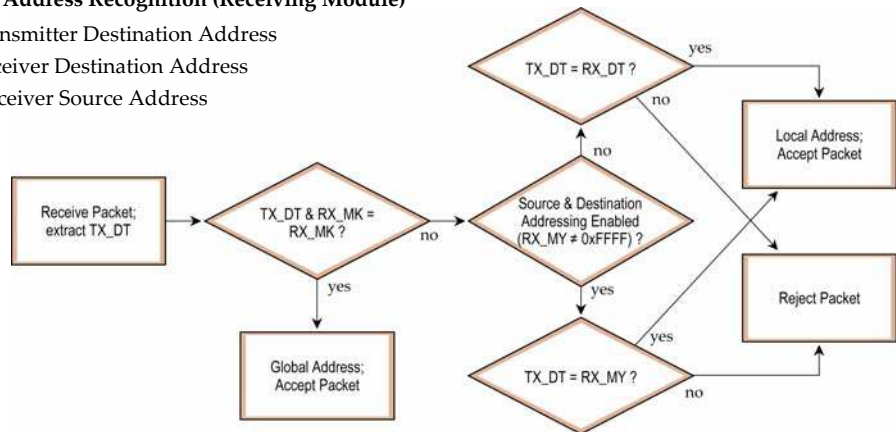 Address Recognition (Receiving Module)
nsmitter Destination Address
ceiver Destination Address
ceiver Source Address
TX_DT = RX_DT ?
yes
no
Local Address;
Accept Packet
no
Receive Packet;
extract TX_DT
TX_DT & RX_MK =
RX_MK ?
no
Source & Destination
Addressing Enabled
(RX_MY ≠ 0xFFFF) ?
yes
yes
Reject Packet
Global Address;
Accept Packet
TX_DT = RX_MY ?
yes
no